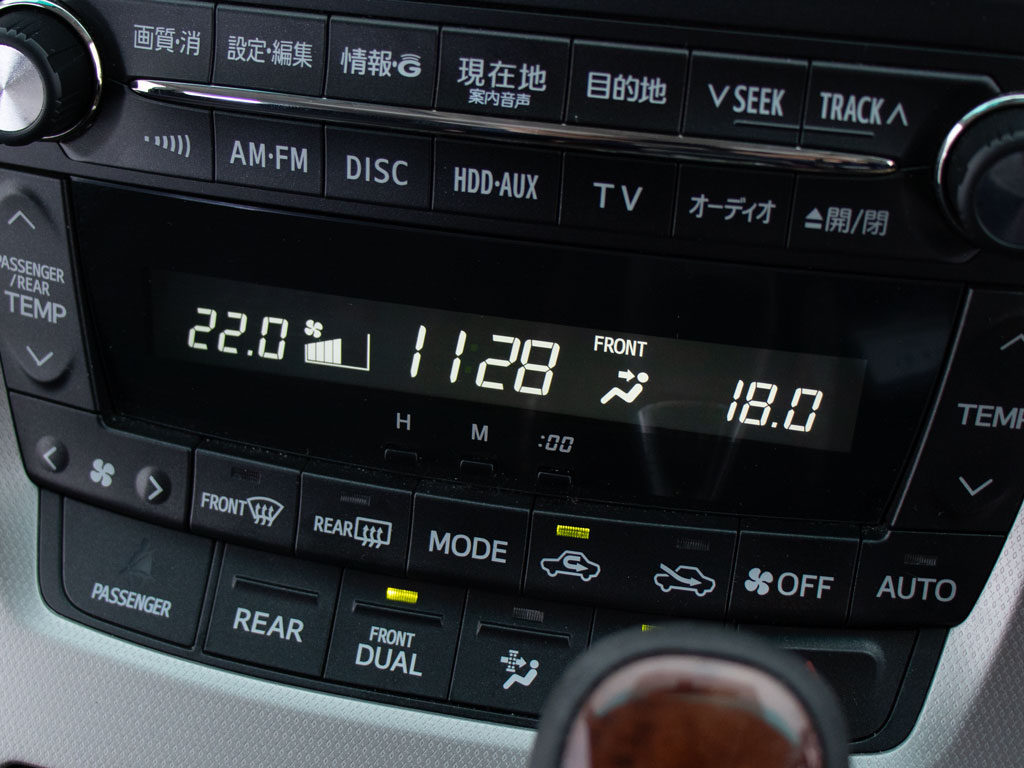 画質・消
設定・編集
情報・G
現在地
案内音声
目的地
∨SEEK
TRACK∧
AM・FM
DISC
HDD・AUX
TV
オーディオ
開/閉
PASSENGER
/REAR
TEMP
22.0
1128
FRONT
18.0
TEMP
H
M
:00
FRONT
REAR
MODE
OFF
AUTO
PASSENGER
REAR
FRONT
DUAL